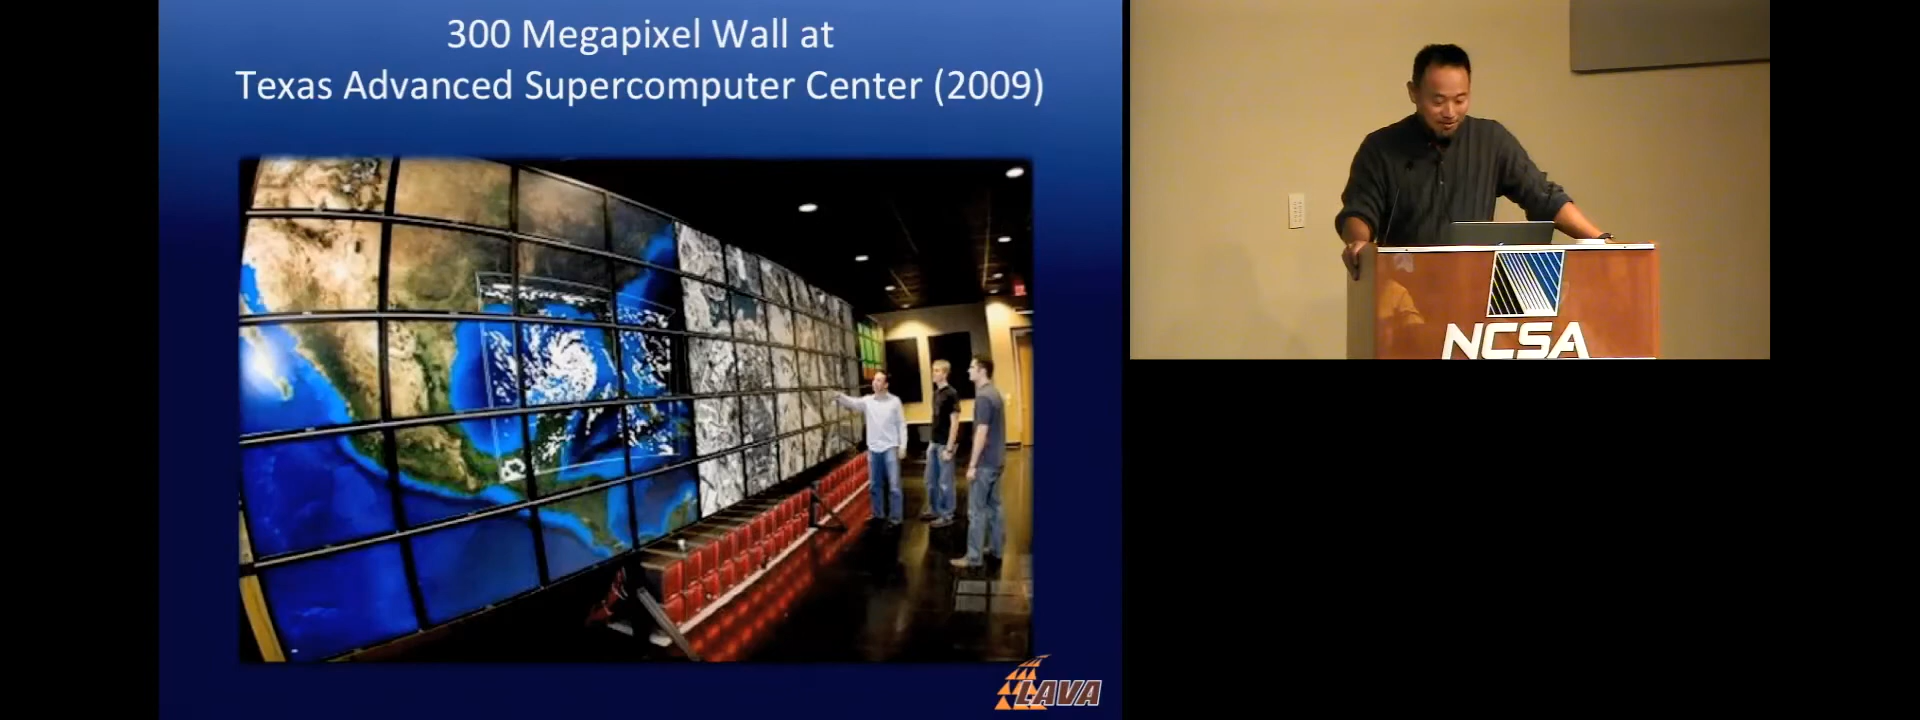 300 Megapixel Wall at
Texas Advanced Supercomputer Center (2009)
LAVA
NCSA